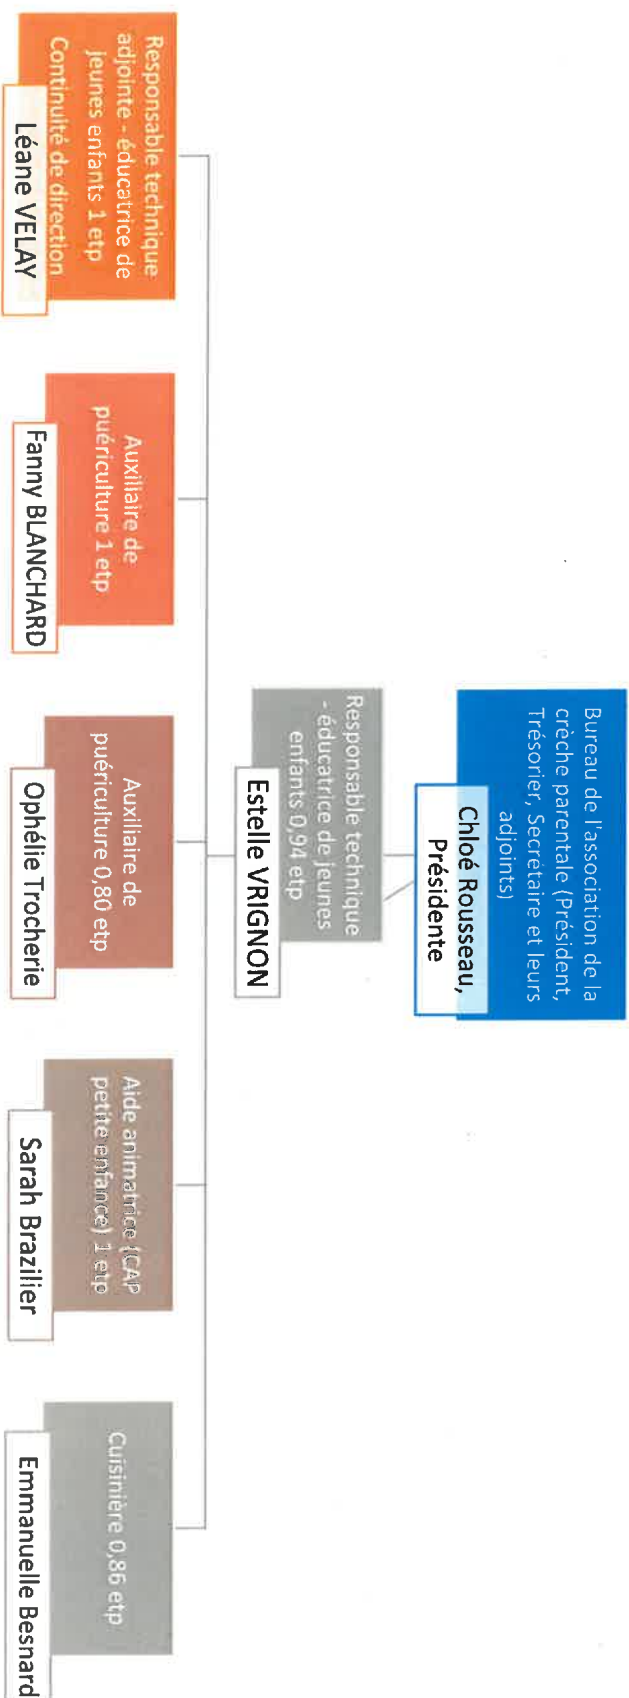 Bureau de l'association de la
crèche parentale (Président,
Trésorier, Secrétaire et leurs
adjoints)
Chloé Rousseau,
Présidente
Responsable technique
- éducatrice de jeunes
enfants 0,94 etp
Estelle VRIGNON
Responsable technique
adjointe - éducatrice de
jeunes enfants 1 etp
Continuité de direction
Léane VELAY
Auxiliaire de
puériculture 1 etp
Fanny BLANCHARD
Auxiliaire de
puériculture 0,80 etp
Ophélie Trocherie
Aide animatrice (CAP
petite enfance) 1 etp
Sarah Brazilier
Cuisinière 0,86 etp
Emmanuelle Besnard